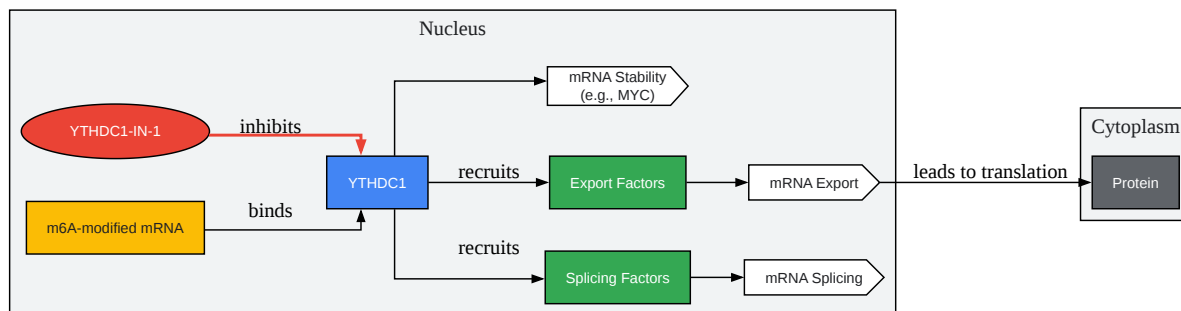 Nucleus
mRNA Stability
(e.g., MYC)
YTHDC1-IN-1
inhibits
Cytoplasm
YTHDC1
recruits
Export Factors
mRNA Export
leads to translation
Protein
m6A-modified mRNA
binds
recruits
Splicing Factors
mRNA Splicing